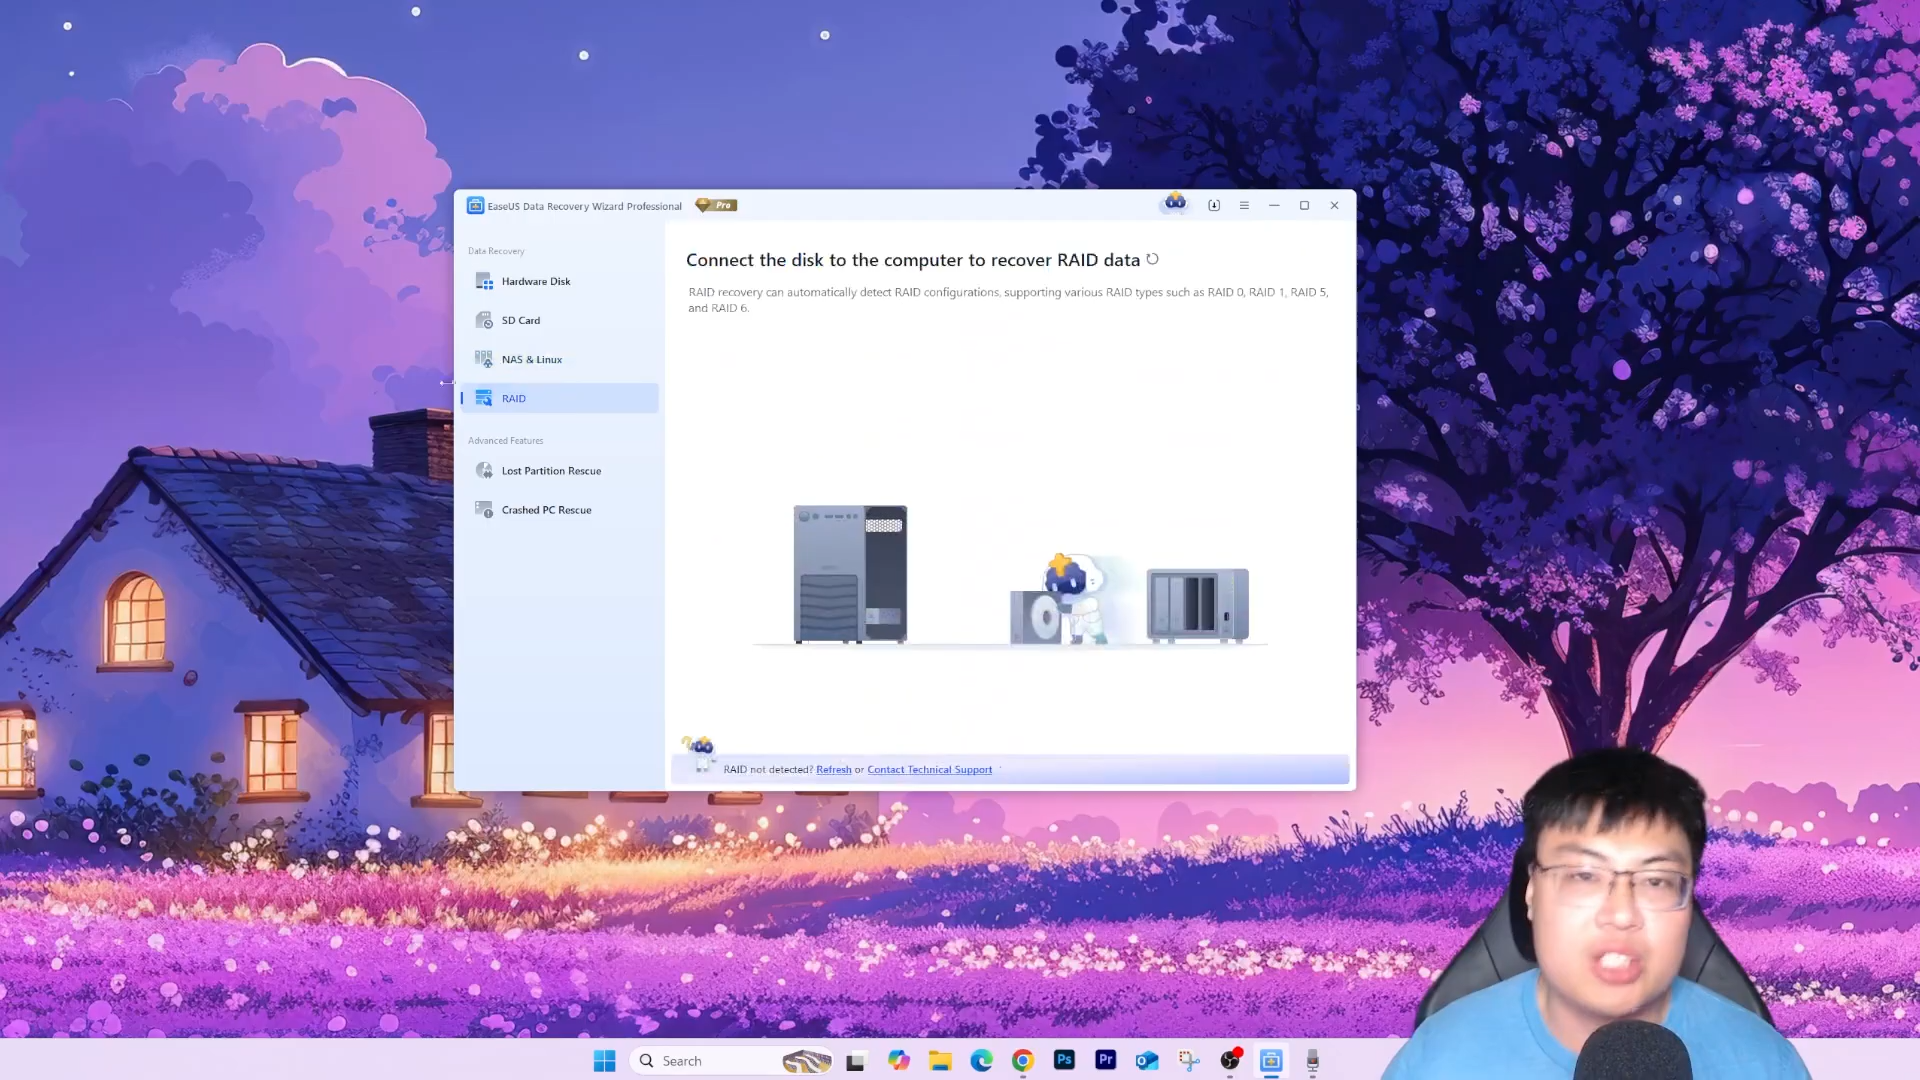 EaseUS Data Recovery Wizard Professional
Pro
Data Recovery
Hardware Disk
SD Card
NAS & Linux
RAID
Advanced Features
Lost Partition Rescue
Crashed PC Rescue
Connect the disk to the computer to recover RAID data
RAID recovery can automatically detect RAID configurations, supporting various RAID types such as RAID 0, RAID 1, RAID 5,
and RAID 6.
RAID not detected? Refresh or Contact Technical Support
Search
Ps
Pr